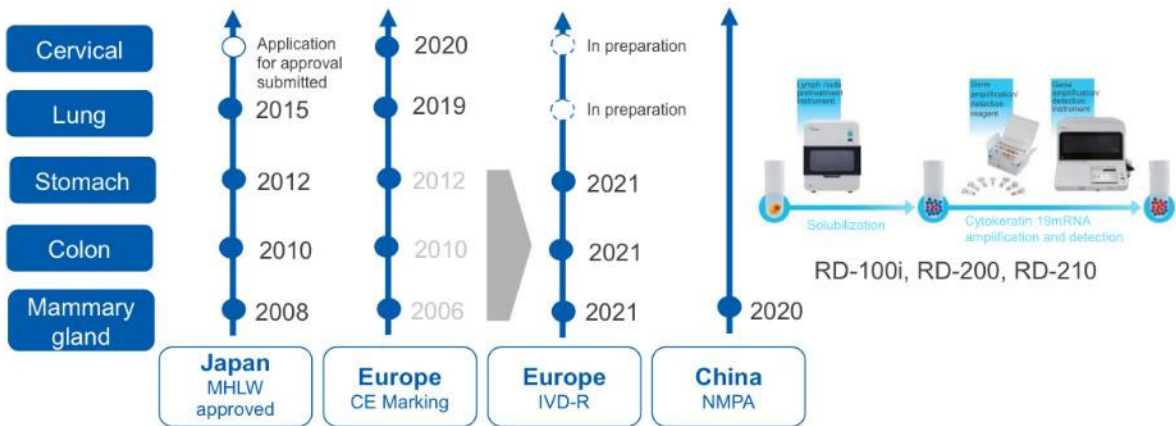 Cervical
Lung
Stomach
Colon
Mammary
gland
Application
for approval
submitted
2015
2012
2010
2008
Japan
MHLW
approved
2020
2019
2012
2010
2006
Europe
CE Marking
In preparation
In preparation
2021
2021
2021
Europe
IVD-R
2020
China
NMPA
Lymph node
pretreatment
instrument
Gene
amplification/
detection
reagent
Gene
amplification/
detection
instrument
Solubilization
Cytokeratin 19mRNA
amplification and detection
RD-100i, RD-200, RD-210